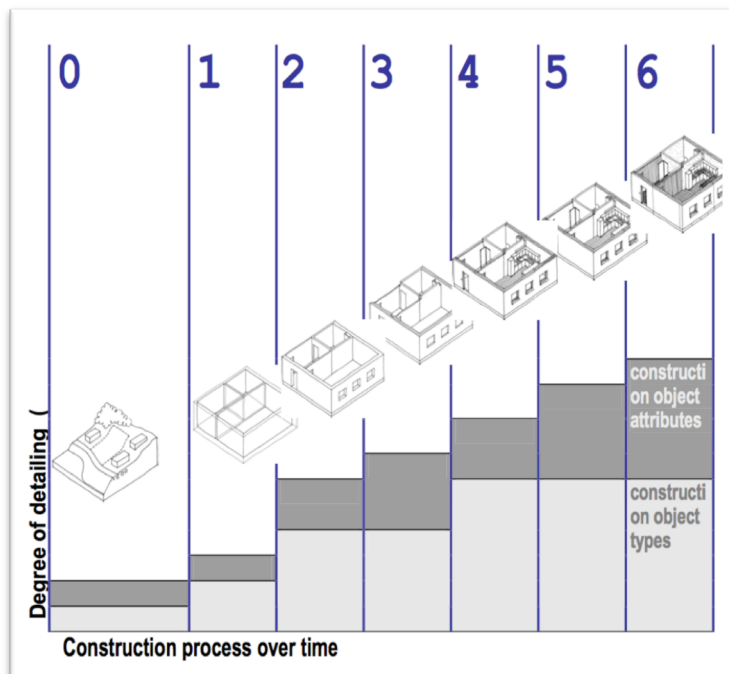 0 1 2 3 4 5 6
constructi
on object
attributes
constructi
on object
types
Degree of detailing (
Construction process over time